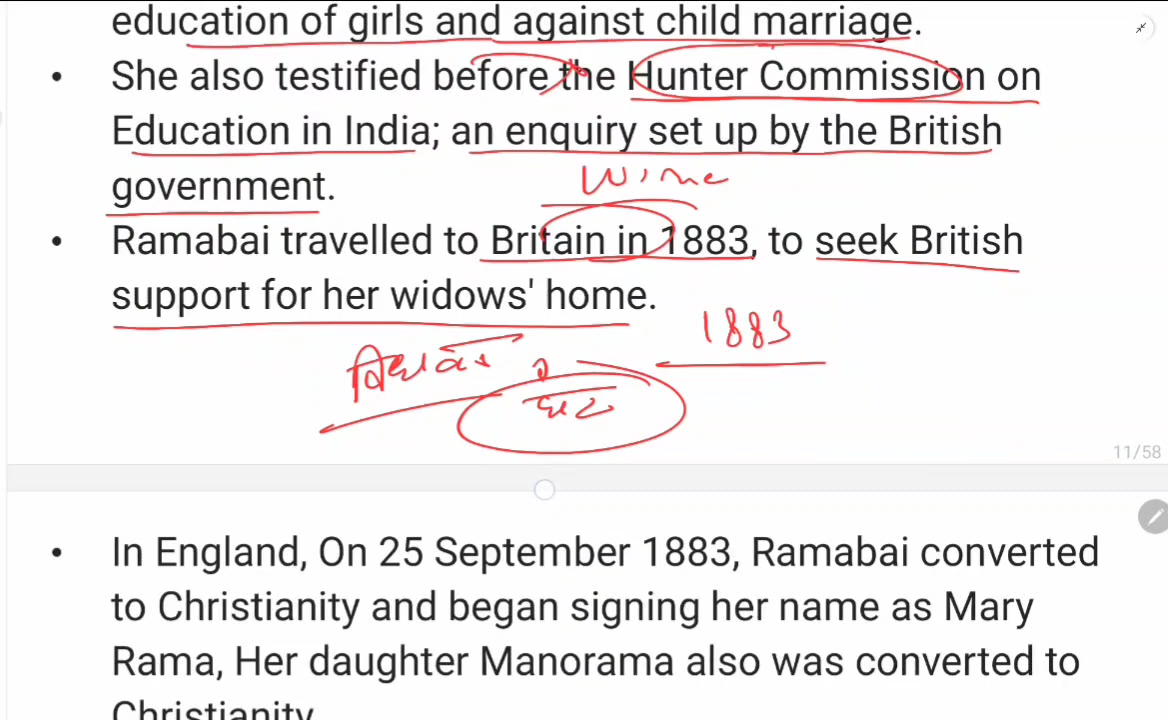 education of girls and against child marriage.
• She also testified before the Hunter Commission on
Education in India; an enquiry set up by the British
government.
• Ramabai travelled to Britain in 1883, to seek British
support for her widows' home.
1883
11/58
• In England, On 25 September 1883, Ramabai converted
to Christianity and began signing her name as Mary
Rama, Her daughter Manorama also was converted to
Christianity.